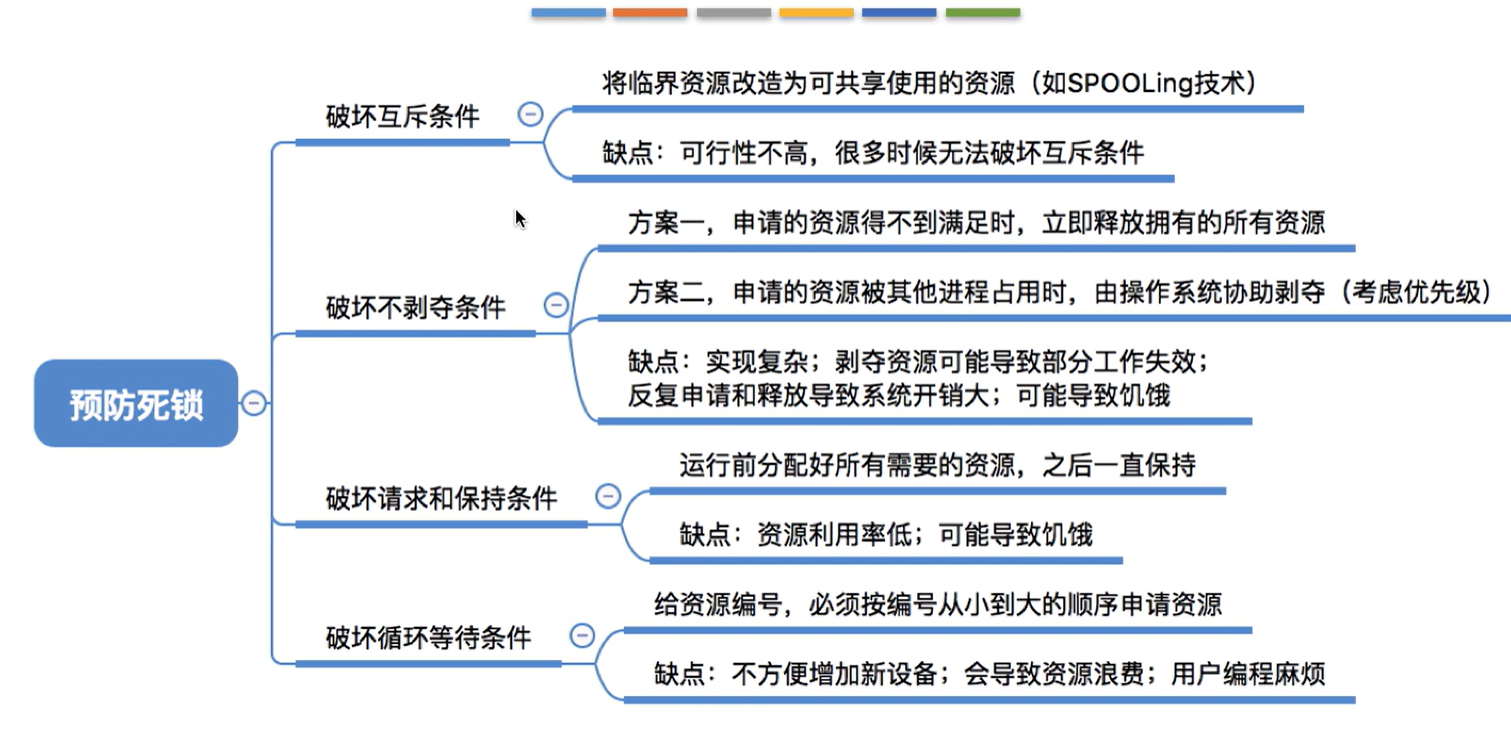 预防死锁
破坏互斥条件
将临界资源改造为可共享使用的资源（如SPOOLing技术）
缺点：可行性不高，很多时候无法破坏互斥条件
破坏不剥夺条件
方案一，申请的资源得不到满足时，立即释放拥有的所有资源
方案二，申请的资源被其他进程占用时，由操作系统协助剥夺（考虑优先级）
缺点：实现复杂；剥夺资源可能导致部分工作失效；
反复申请和释放导致系统开销大；可能导致饥饿
破坏请求和保持条件
运行前分配好所有需要的资源，之后一直保持
缺点：资源利用率低；可能导致饥饿
破坏循环等待条件
给资源编号，必须按编号从小到大的顺序申请资源
缺点：不方便增加新设备；会导致资源浪费；用户编程麻烦